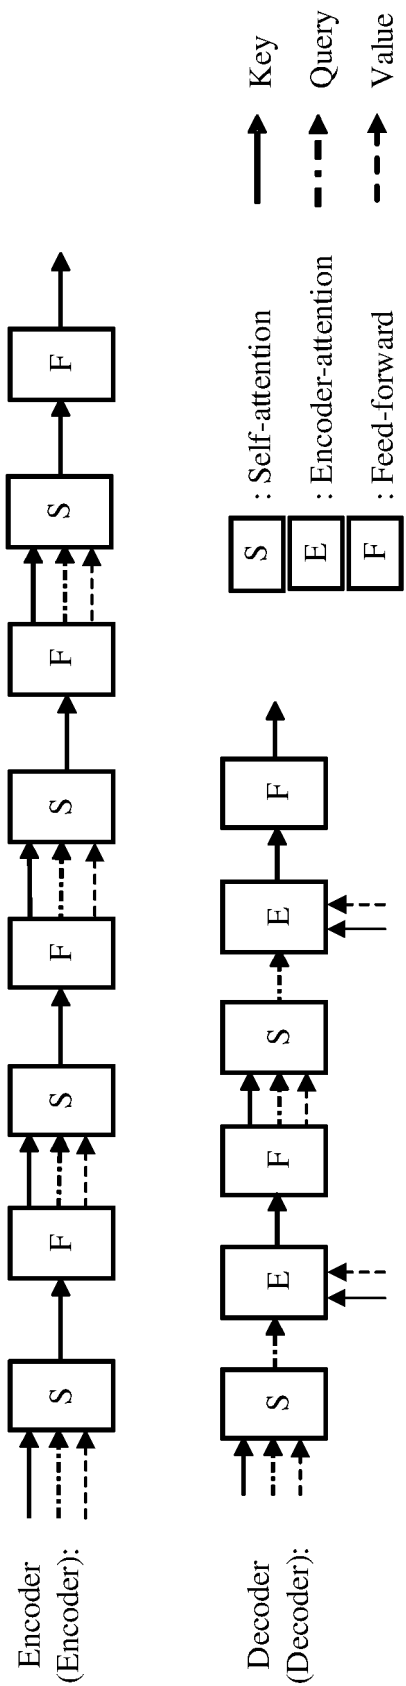 Encoder
(Encoder):
S
F
S
F
S
F
S
F
Decoder
(Decoder):
S
E
F
S
E
F
S : Self-attention
E : Encoder-attention
F : Feed-forward
Key
Query
Value